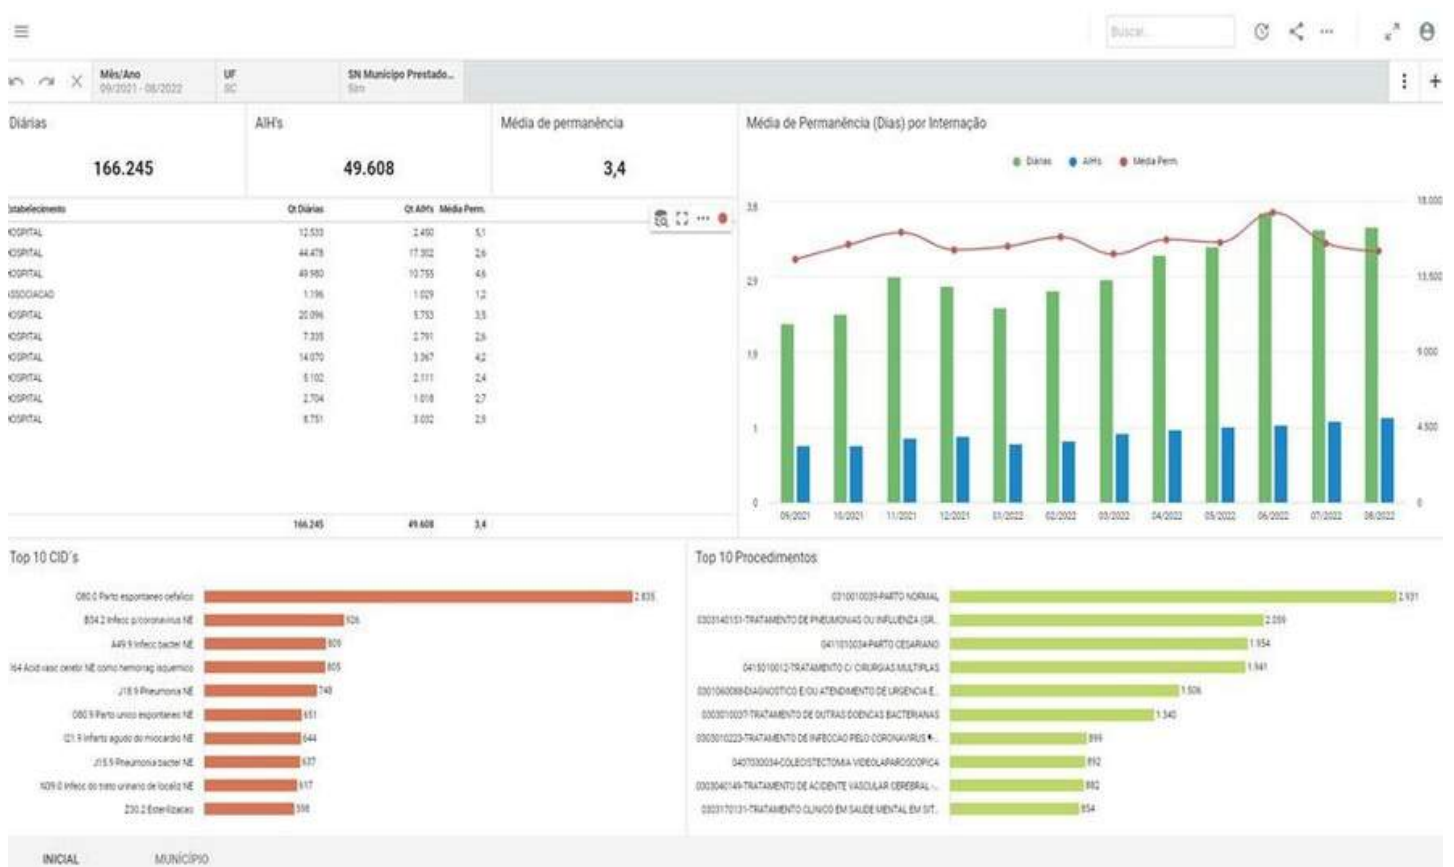 Buscar...
Mês/Ano
09/2021 - 08/2022
UF
SC
SN Municipo Prestado...
Sim
Diárias
166.245
AIH's
49.608
Média de permanência
3,4
Média de Permanência (Dias) por Internação
Diárias AIH's Média Perm.
Estabelecimento Qt Diárias Qt AIH's Média Perm.
HOSPITAL 12.533 2.450 5,1
HOSPITAL 44.478 17.302 2,6
HOSPITAL 49.980 10.755 4,6
ASSOCIACAO 1.196 1.029 1,2
HOSPITAL 20.096 5.753 3,5
HOSPITAL 7.335 2.791 2,6
HOSPITAL 14.070 3.367 4,2
HOSPITAL 5.102 2.111 2,4
HOSPITAL 2.704 1.018 2,7
HOSPITAL 8.751 3.032 2,9
166.245 49.608 3,4
3,8 18.000
2,9 13.500
1,9 9.000
1 4.500
0 0
09/2021 10/2021 11/2021 12/2021 01/2022 02/2022 03/2022 04/2022 05/2022 06/2022 07/2022 08/2022
Top 10 CID´s
O80.0 Parto espontaneo cefalico 2.835
B34.2 Infecc p/coronavirus NE 926
A49.9 Infecc bacter NE 809
I64 Acid vasc cerebr NE como hemorrag isquemico 805
J18.9 Pneumonia NE 748
O80.9 Parto unico espontaneo NE 651
I21.9 Infarto agudo do miocardio NE 644
J15.9 Pneumonia bacter NE 637
N39.0 Infecc do trato urinario de localiz NE 617
Z30.2 Esterilizacao 598
Top 10 Procedimentos
0310010039-PARTO NORMAL 2.931
0303140151-TRATAMENTO DE PNEUMONIAS OU INFLUENZA (GR... 2.059
0411010034-PARTO CESARIANO 1.954
0415010012-TRATAMENTO C/ CIRURGIAS MULTIPLAS 1.941
0301060088-DIAGNOSTICO E/OU ATENDIMENTO DE URGENCIA E... 1.506
0303010037-TRATAMENTO DE OUTRAS DOENCAS BACTERIANAS 1.340
0303010223-TRATAMENTO DE INFECCAO PELO CORONAVIRUS 899
0407030034-COLECISTECTOMIA VIDEOLAPAROSCOPICA 892
0303040149-TRATAMENTO DE ACIDENTE VASCULAR CEREBRAL -... 882
0303170131-TRATAMENTO CLINICO EM SAUDE MENTAL EM SIT... 854
INICIAL MUNICÍPIO